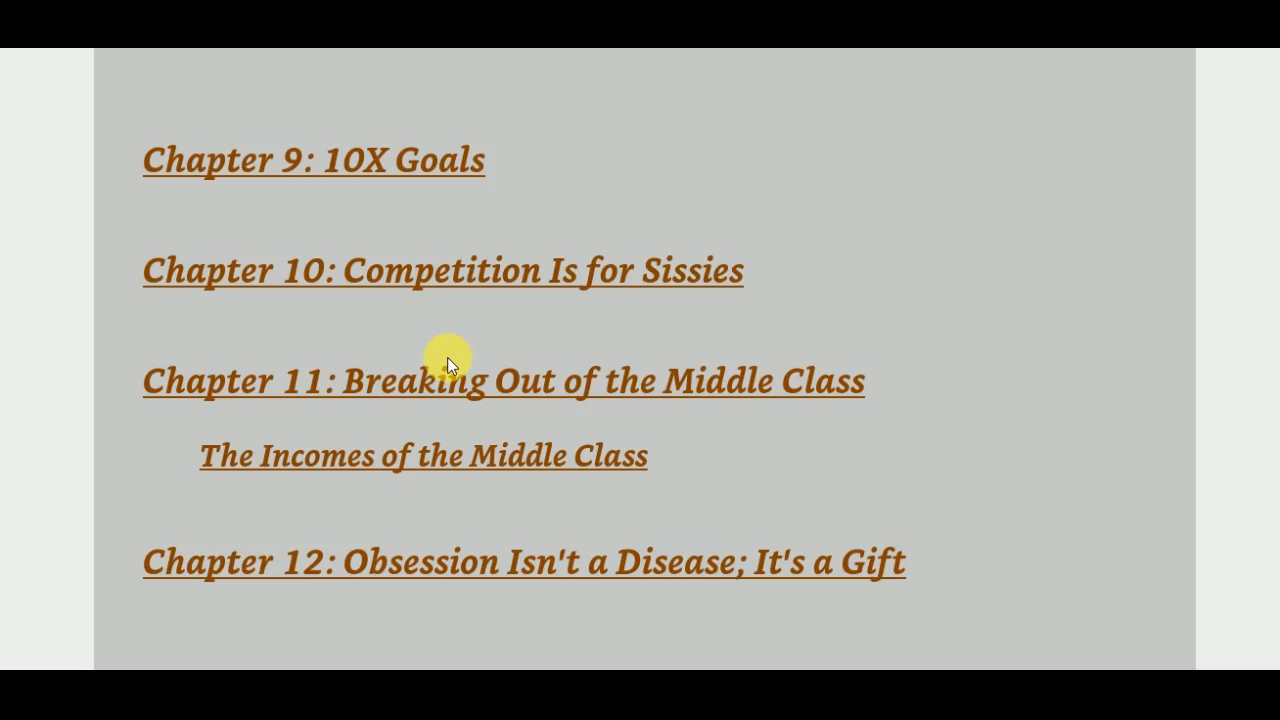 Chapter 9: 10X Goals
Chapter 10: Competition Is for Sissies
Chapter 11: Breaking Out of the Middle Class
The Incomes of the Middle Class
Chapter 12: Obsession Isn't a Disease; It's a Gift